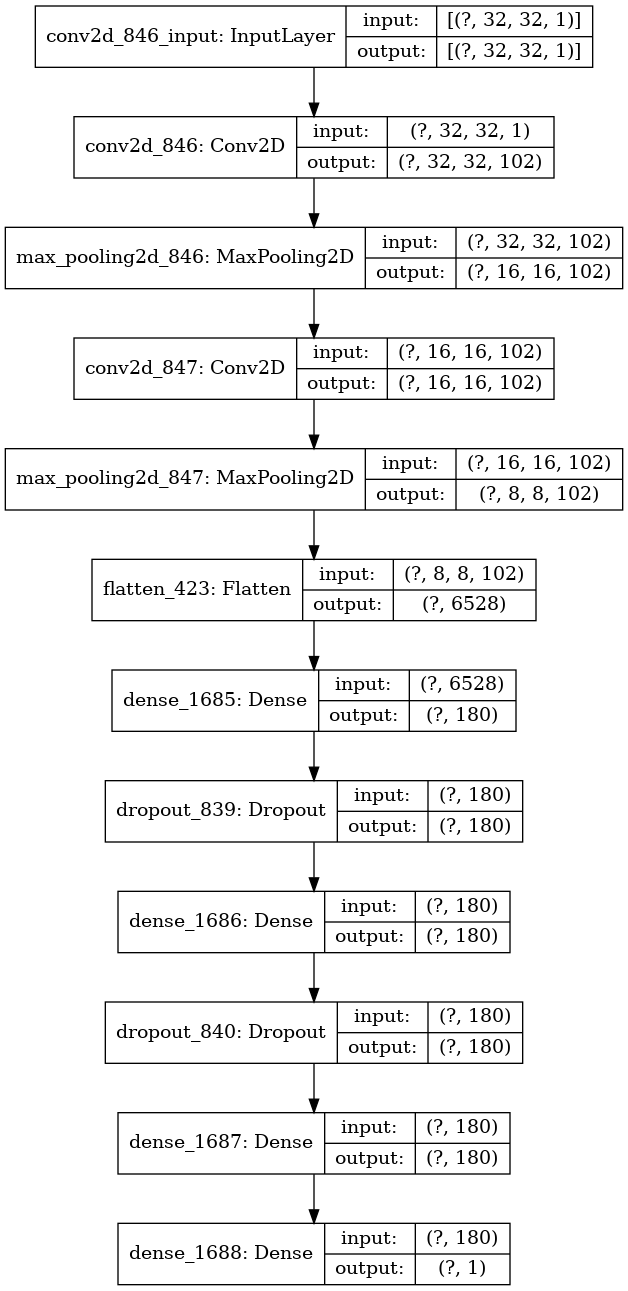 conv2d_846_input: InputLayer
input: [(?, 32, 32, 1)]
output: [(?, 32, 32, 1)]
conv2d_846: Conv2D
input: (?, 32, 32, 1)
output: (?, 32, 32, 102)
max_pooling2d_846: MaxPooling2D
input: (?, 32, 32, 102)
output: (?, 16, 16, 102)
conv2d_847: Conv2D
input: (?, 16, 16, 102)
output: (?, 16, 16, 102)
max_pooling2d_847: MaxPooling2D
input: (?, 16, 16, 102)
output: (?, 8, 8, 102)
flatten_423: Flatten
input: (?, 8, 8, 102)
output: (?, 6528)
dense_1685: Dense
input: (?, 6528)
output: (?, 180)
dropout_839: Dropout
input: (?, 180)
output: (?, 180)
dense_1686: Dense
input: (?, 180)
output: (?, 180)
dropout_840: Dropout
input: (?, 180)
output: (?, 180)
dense_1687: Dense
input: (?, 180)
output: (?, 180)
dense_1688: Dense
input: (?, 180)
output: (?, 1)